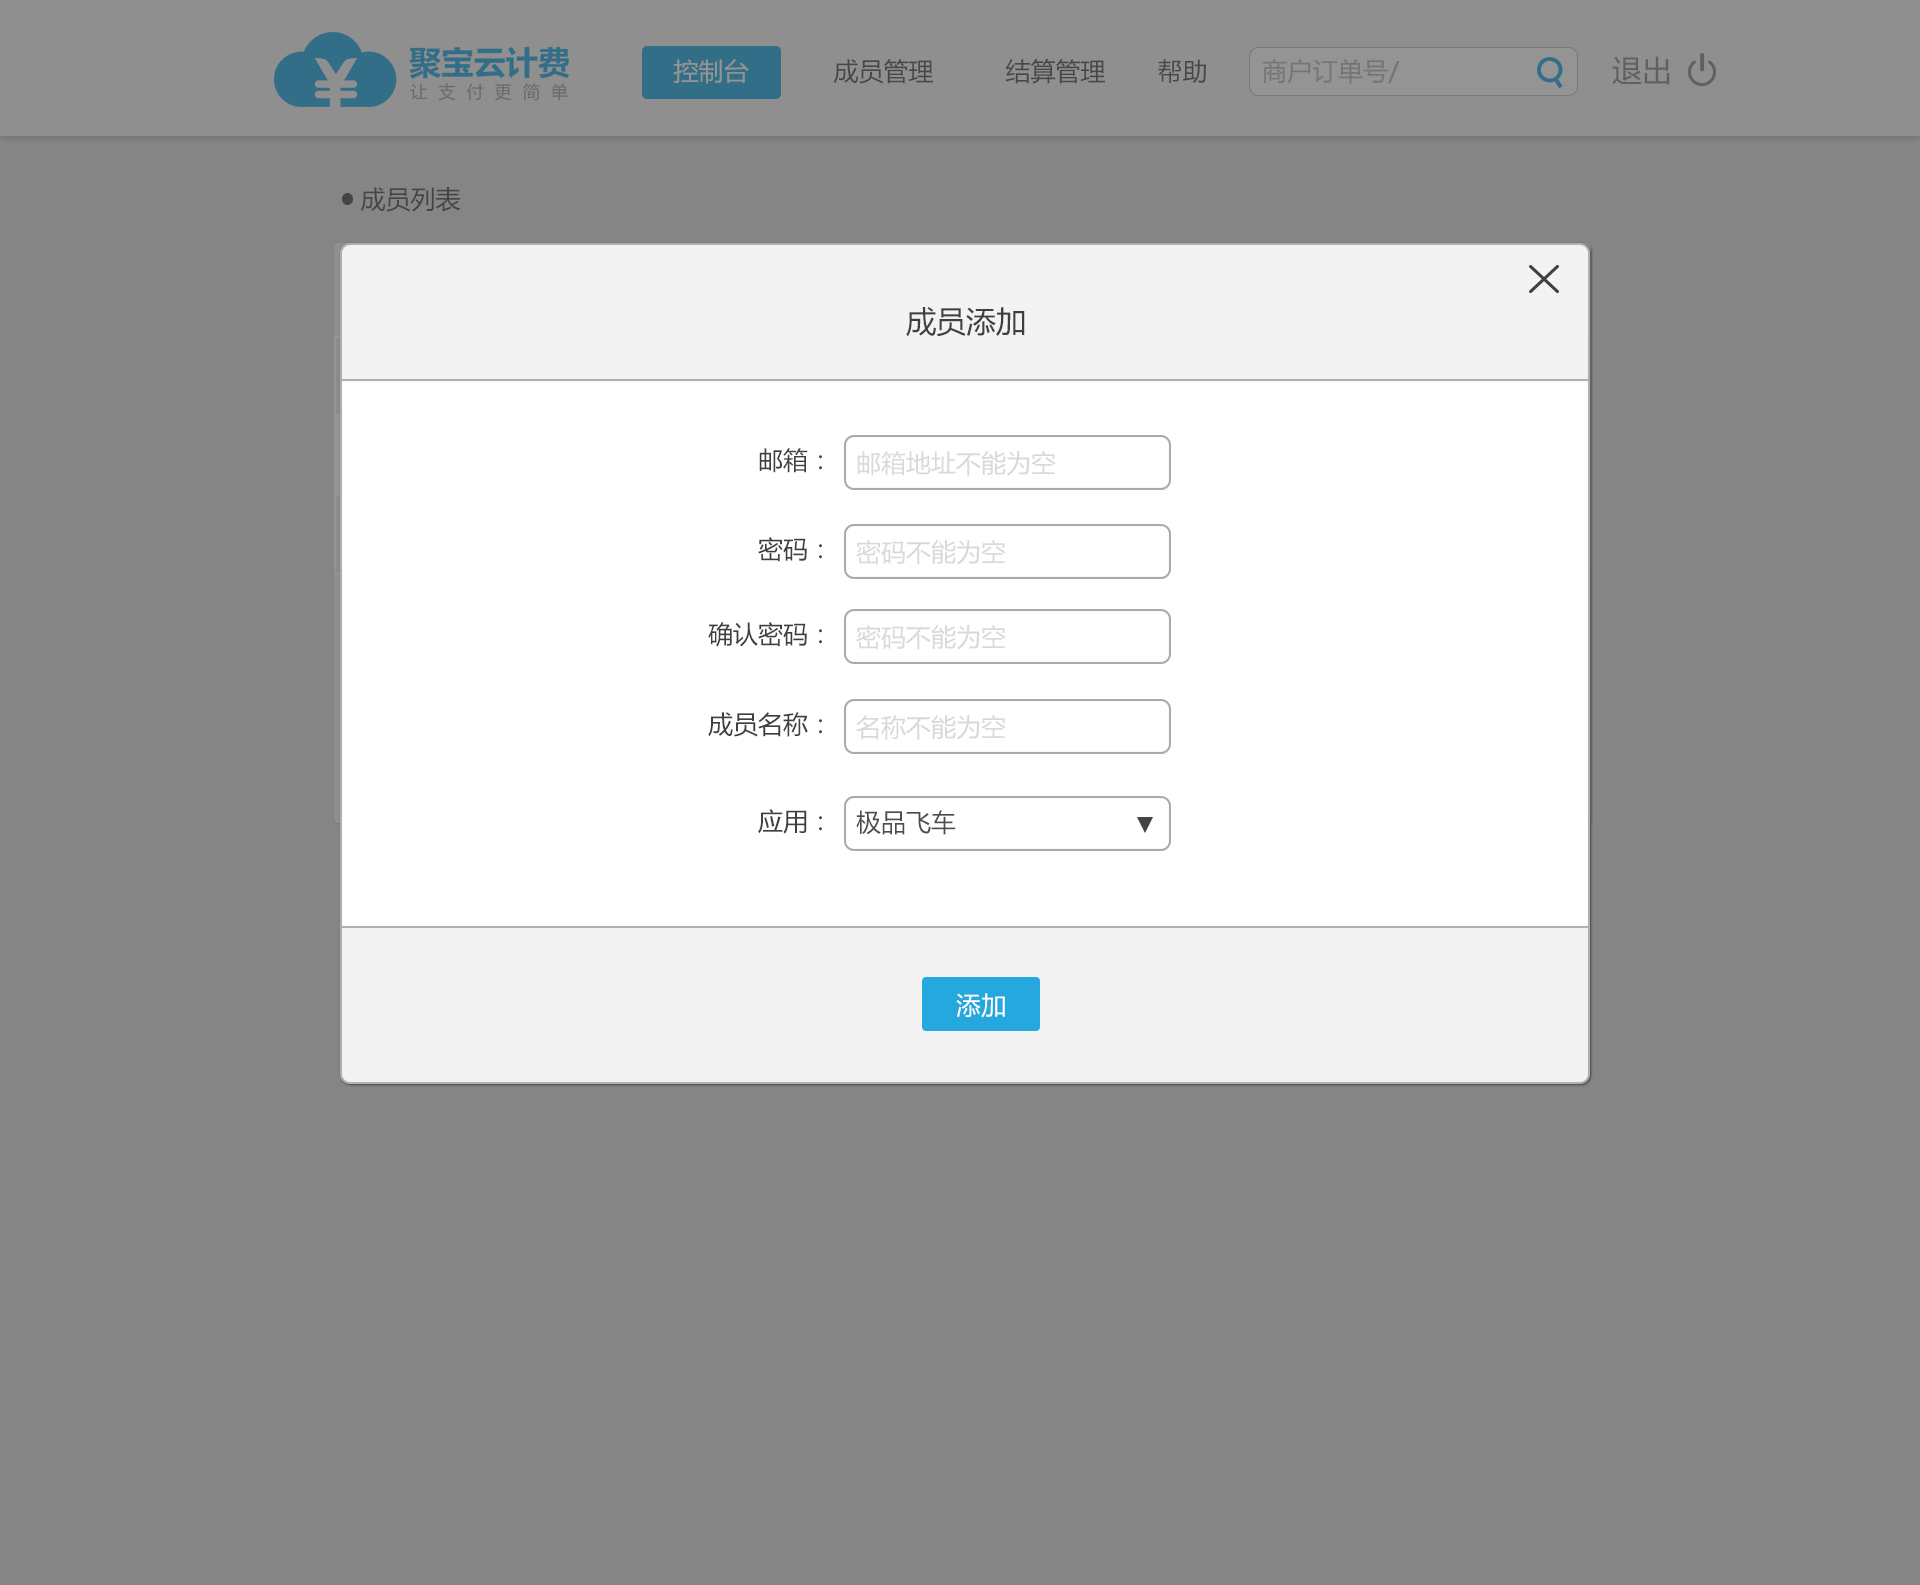 聚宝云计费
让支付更简单
控制台
成员管理
结算管理
帮助
商户订单号/
退出
成员列表
成员添加
邮箱：
邮箱地址不能为空
密码：
密码不能为空
确认密码：
密码不能为空
成员名称：
名称不能为空
应用：
极品飞车
添加